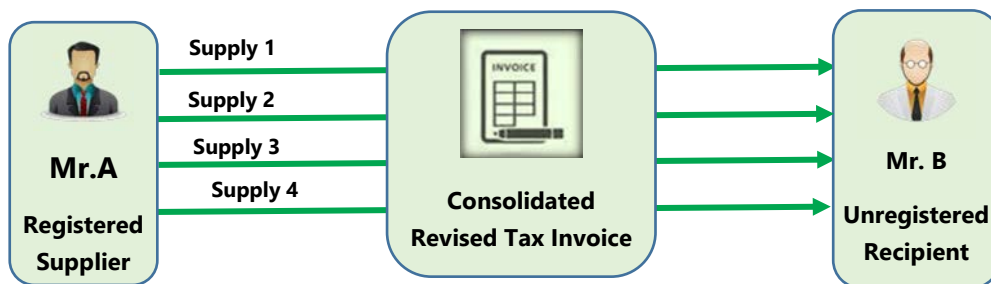 Supply 1
Supply 2
Supply 3
Supply 4
Mr.A
Registered
Supplier
INVOICE
Consolidated
Revised Tax Invoice
Mr. B
Unregistered
Recipient